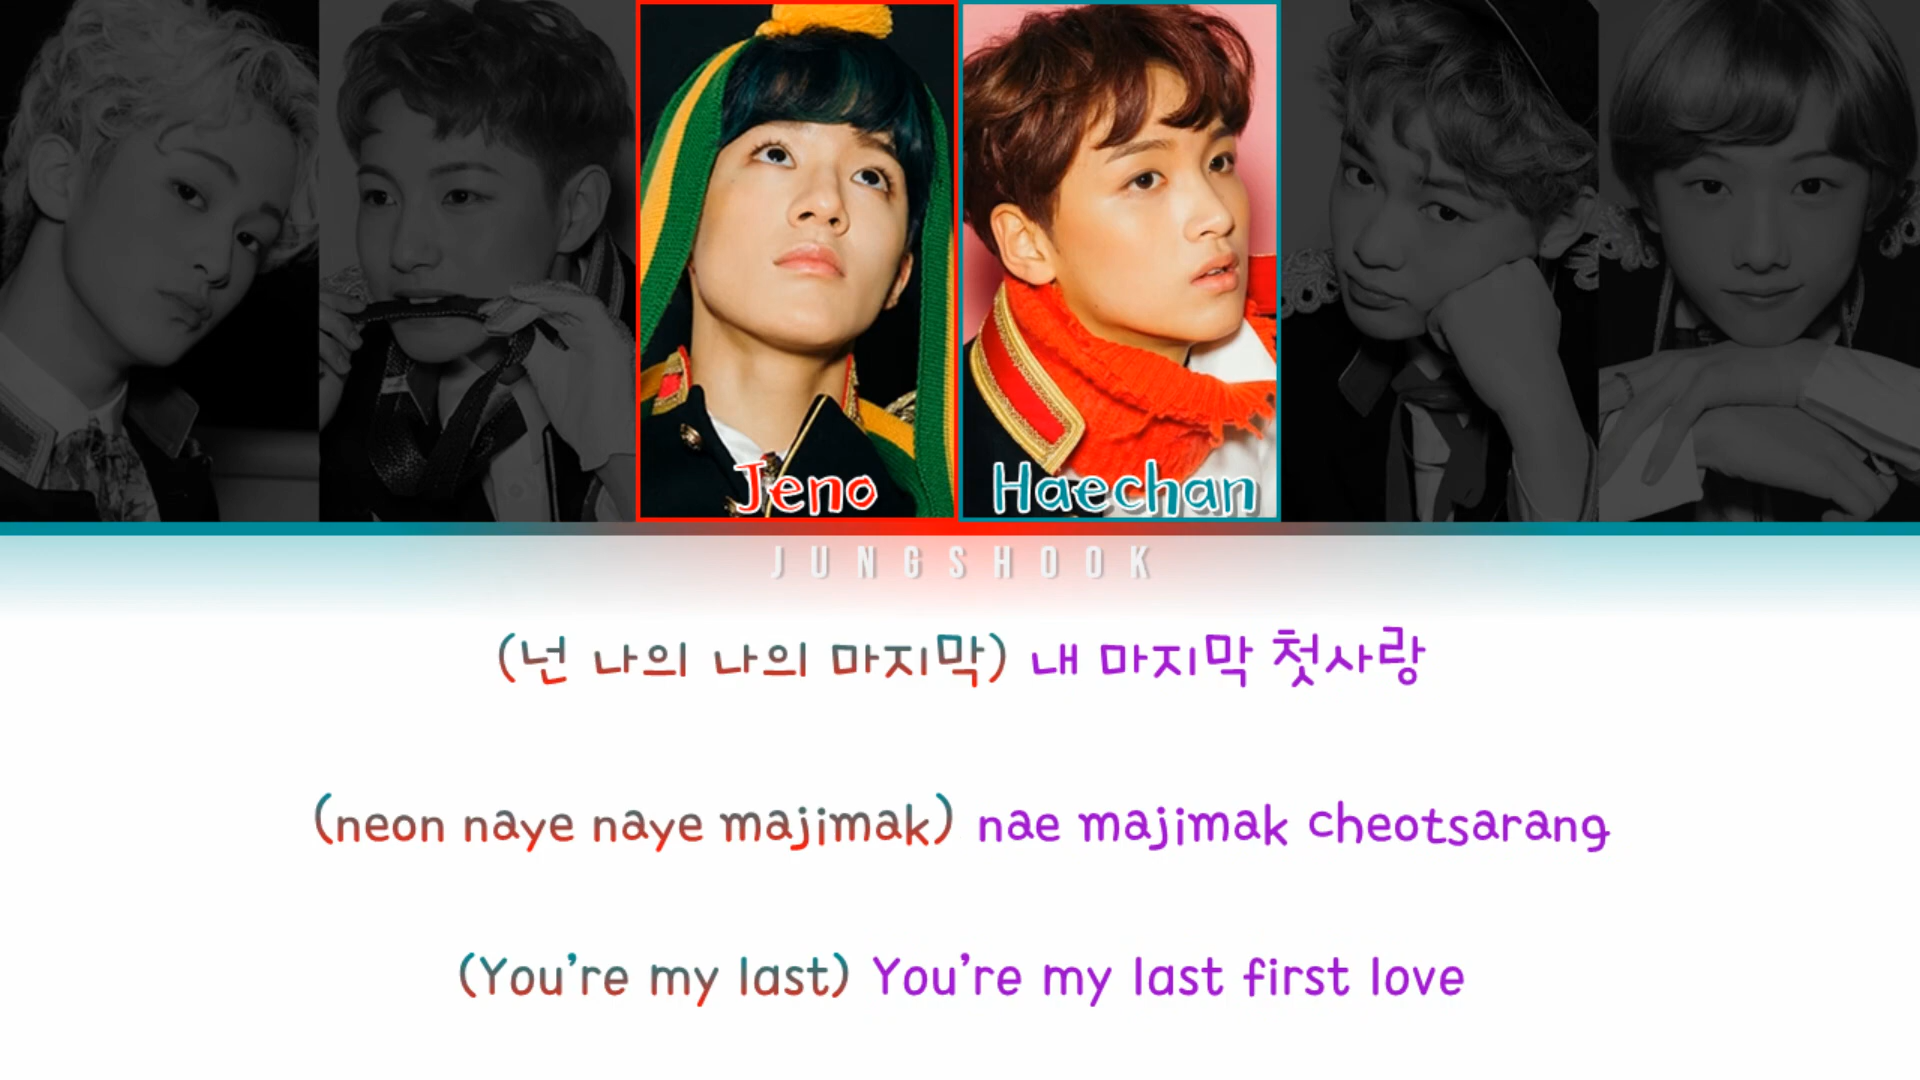 Jeno Haechan
JUNGSHOOK
(넌 나의 나의 마지막) 내 마지막 첫사랑
(neon naye naye majimak) nae majimak cheotsarang
(You’re my last) You’re my last first love